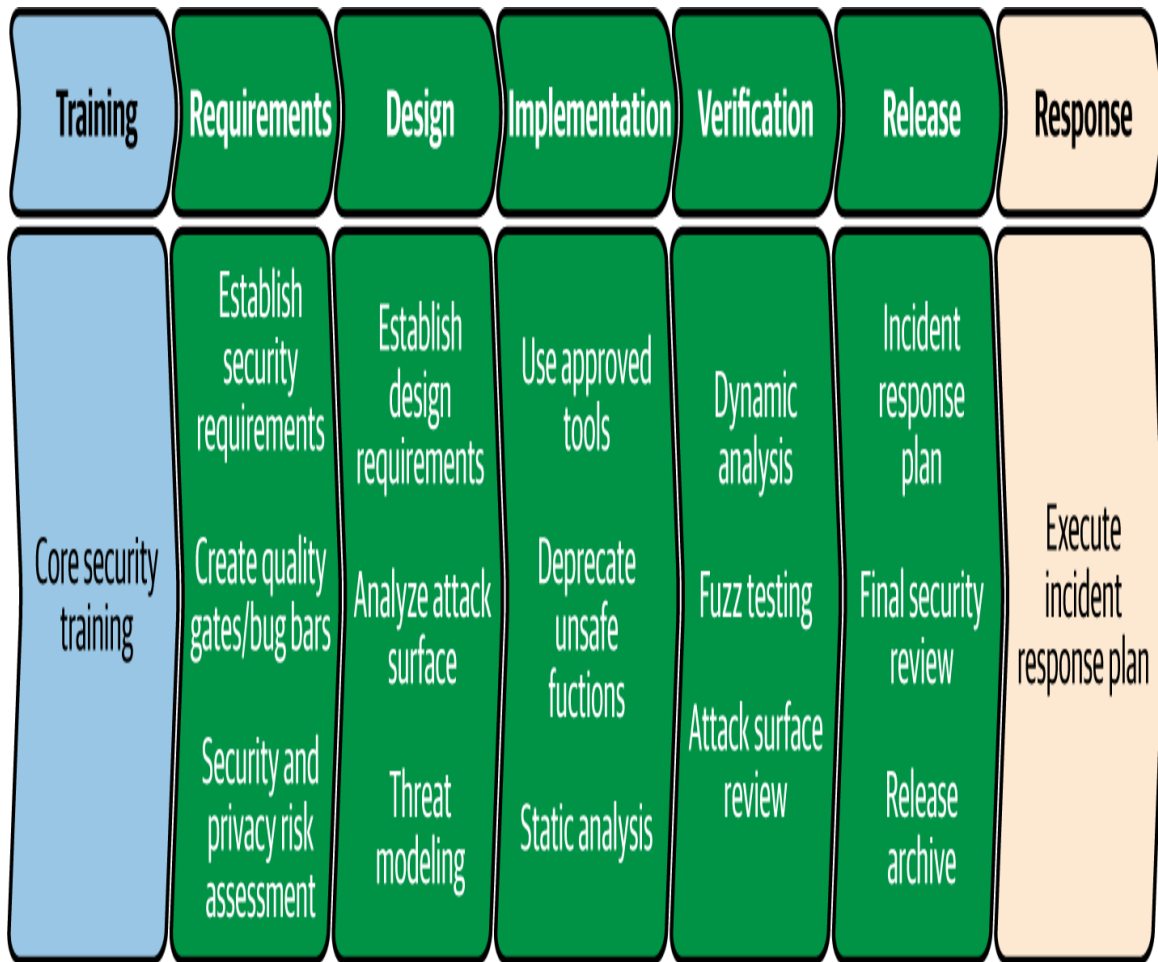 Training
Requirements
Design
Implementation
Verification
Release
Response
Core security
training
Establish
security
requirements
Create quality
gates/bug bars
Security and
privacy risk
assessment
Establish
design
requirements
Analyze attack
surface
Threat
modeling
Use approved
tools
Deprecate
unsafe
fuctions
Static analysis
Dynamic
analysis
Fuzz testing
Attack surface
review
Incident
response
plan
Final security
review
Release
archive
Execute
incident
response plan